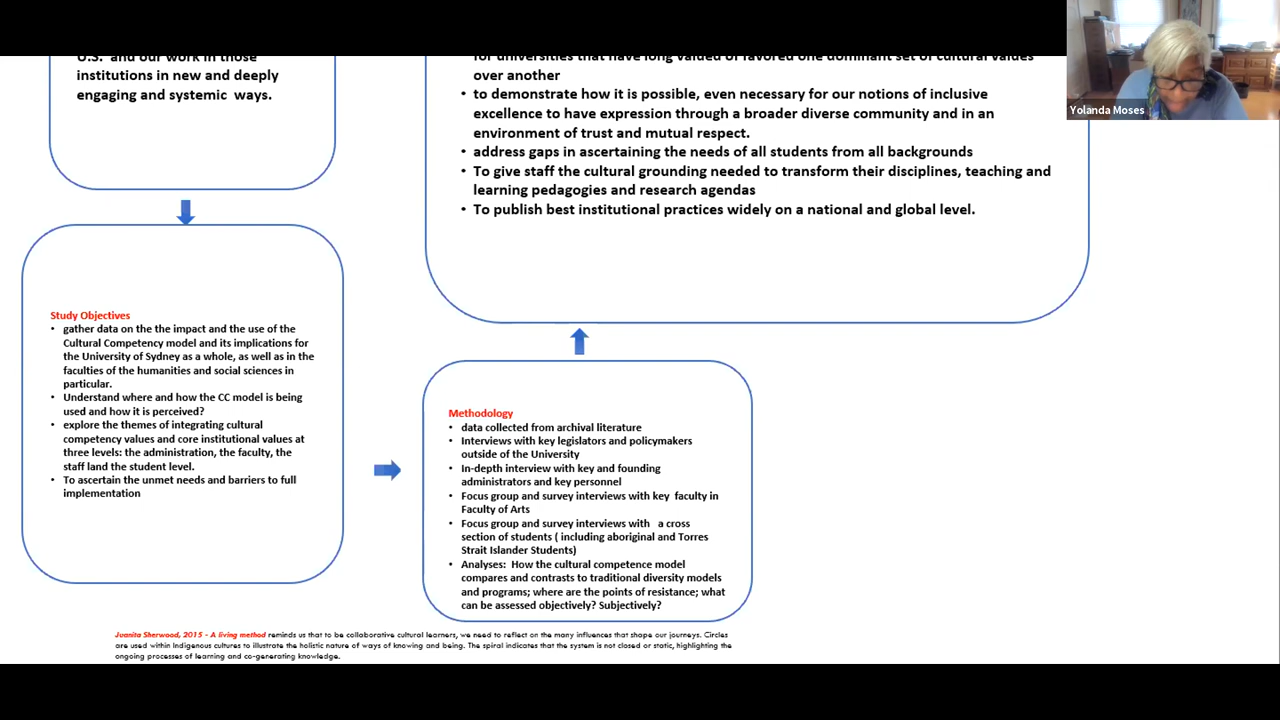 U.S. and our work in those
institutions in new and deeply
engaging and systemic ways.
for universities that have long valued or favored one dominant set of cultural values
over another
• to demonstrate how it is possible, even necessary for our notions of inclusive
excellence to have expression through a broader diverse community and in an
environment of trust and mutual respect.
• address gaps in ascertaining the needs of all students from all backgrounds
• To give staff the cultural grounding needed to transform their disciplines, teaching and
learning pedagogies and research agendas
• To publish best institutional practices widely on a national and global level.
Yolanda Moses
Study Objectives
• gather data on the the impact and the use of the
Cultural Competency model and its implications for
the University of Sydney as a whole, as well as in the
faculties of the humanities and social sciences in
particular.
• Understand where and how the CC model is being
used and how it is perceived?
• explore the themes of integrating cultural
competency values and core institutional values at
three levels: the administration, the faculty, the
staff land the student level.
• To ascertain the unmet needs and barriers to full
implementation
Methodology
• data collected from archival literature
• Interviews with key legislators and policymakers
outside of the University
• In-depth interview with key and founding
administrators and key personnel
• Focus group and survey interviews with key faculty in
Faculty of Arts
• Focus group and survey interviews with a cross
section of students ( including aboriginal and Torres
Strait Islander Students)
• Analyses: How the cultural competence model
compares and contrasts to traditional diversity models
and programs; where are the points of resistance; what
can be assessed objectively? Subjectively?
Juanita Sherwood, 2015 - A living method reminds us that to be collaborative cultural learners, we need to reflect on the many influences that shape our journeys. Circles
are used within Indigenous cultures to illustrate the holistic nature of ways of knowing and being. The spiral indicates that the system is not closed or static, highlighting the
ongoing processes of learning and co-generating knowledge.